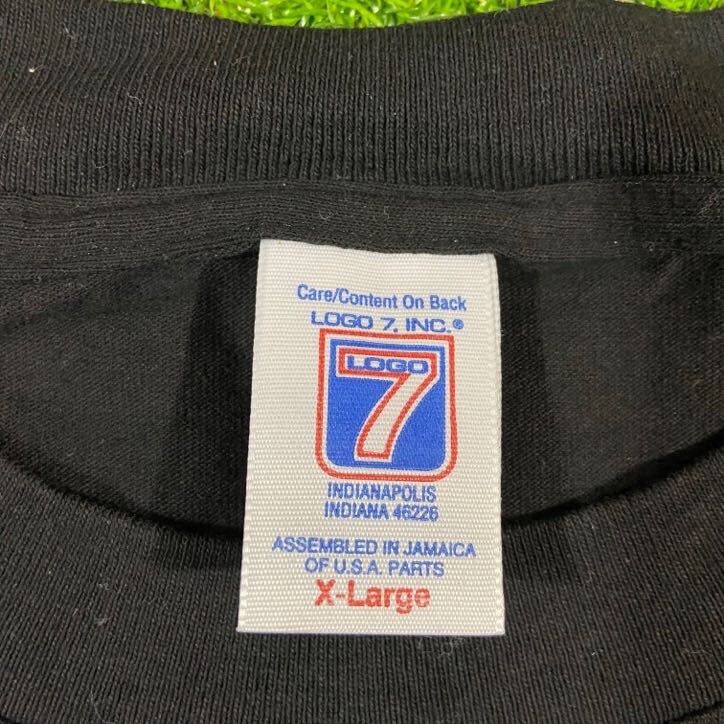 Care/Content On Back
LOGO 7, INC.®
LOGO
7
INDIANAPOLIS
INDIANA 46226
ASSEMBLED IN JAMAICA
OF U.S.A. PARTS
X-Large